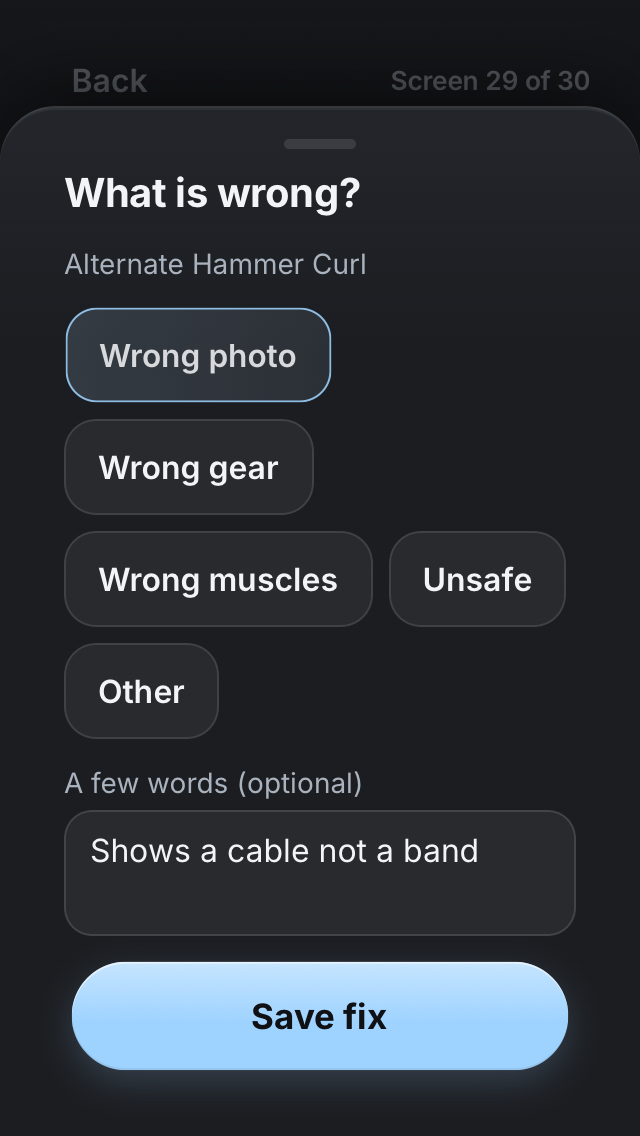 Back
Screen 29 of 30
What is wrong?
Alternate Hammer Curl
Wrong photo
Wrong gear
Wrong muscles
Unsafe
Other
A few words (optional)
Shows a cable not a band
Save fix